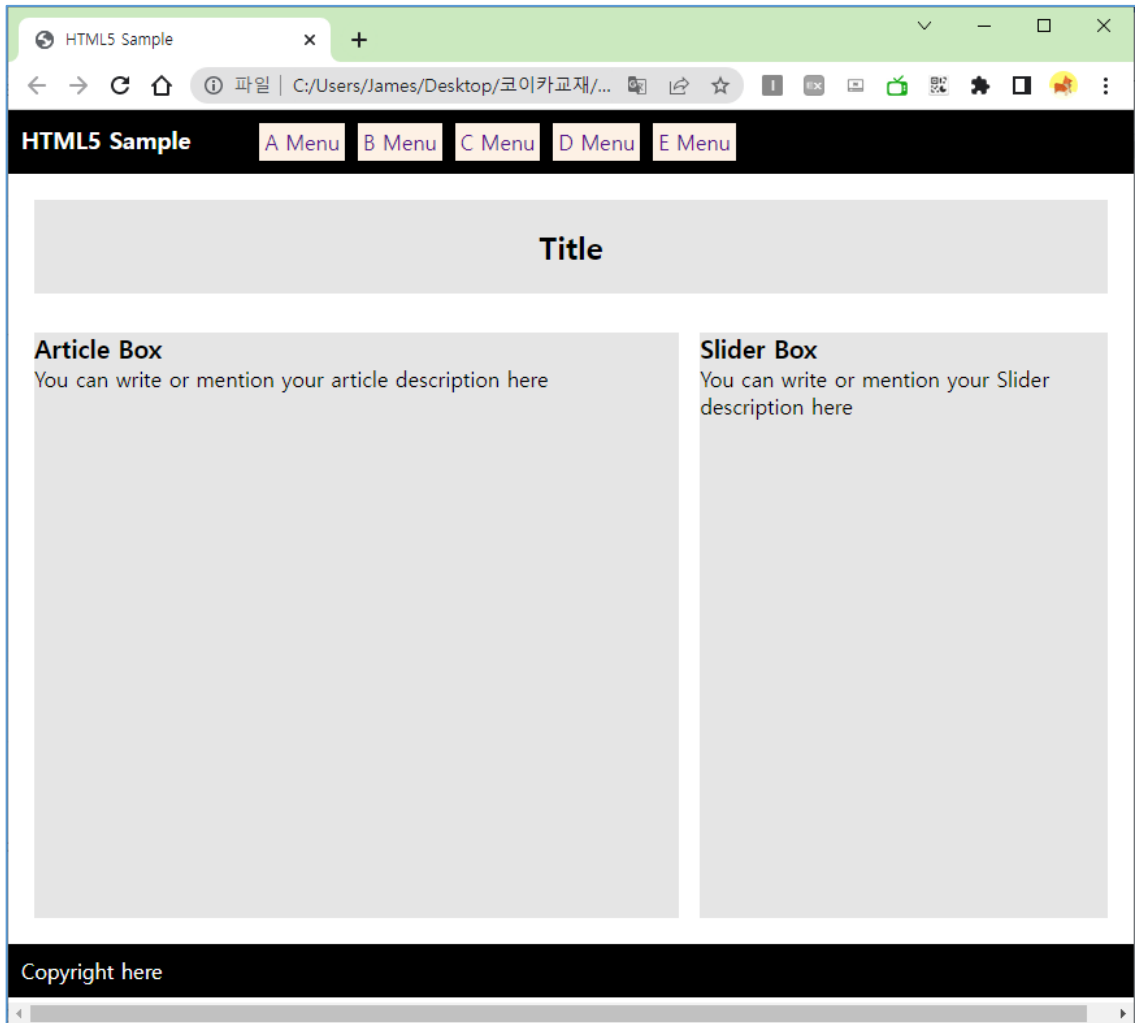 HTML5 Sample
파일 | C:/Users/James/Desktop/코이카교재/...
HTML5 Sample A Menu B Menu C Menu D Menu E Menu
Title
Article Box
You can write or mention your article description here
Slider Box
You can write or mention your Slider
description here
Copyright here